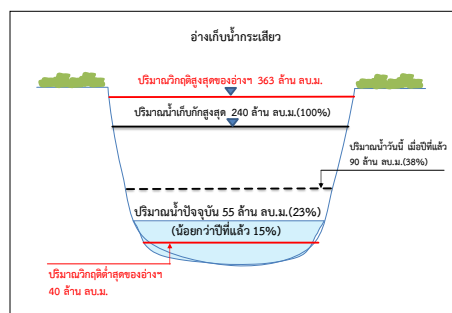 อ่างเก็บน้ำกระเสียว
ปริมาณวิกฤติสูงสุดของอ่างฯ 363 ล้าน ลบ.ม.
ปริมาณน้ำเก็บกักสูงสุด 240 ล้าน ลบ.ม.(100%)
ปริมาณน้ำวันนี้ เมื่อปีที่แล้ว
90 ล้าน ลบ.ม.(38%)
ปริมาณน้ำปัจจุบัน 55 ล้าน ลบ.ม.(23%)
(น้อยกว่าปีที่แล้ว 15%)
ปริมาณวิกฤติต่ำสุดของอ่างฯ
40 ล้าน ลบ.ม.